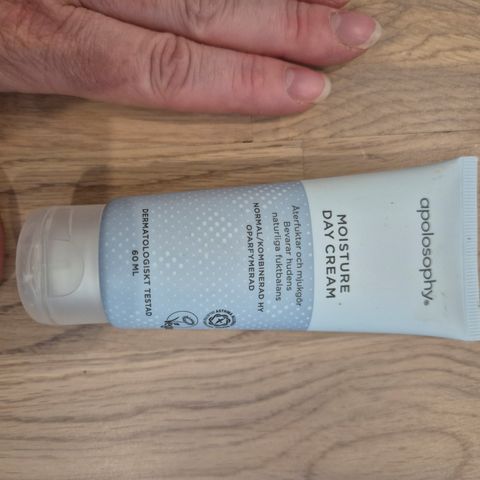 apolosophy®
MOISTURE
DAY CREAM
Återfuktar och mjukgör
Bevarar hudens
naturliga fuktbalans
NORMAL/KOMBINERAD HY
OPARFYMERAD
DERMATOLOGISKT TESTAD
60 ML